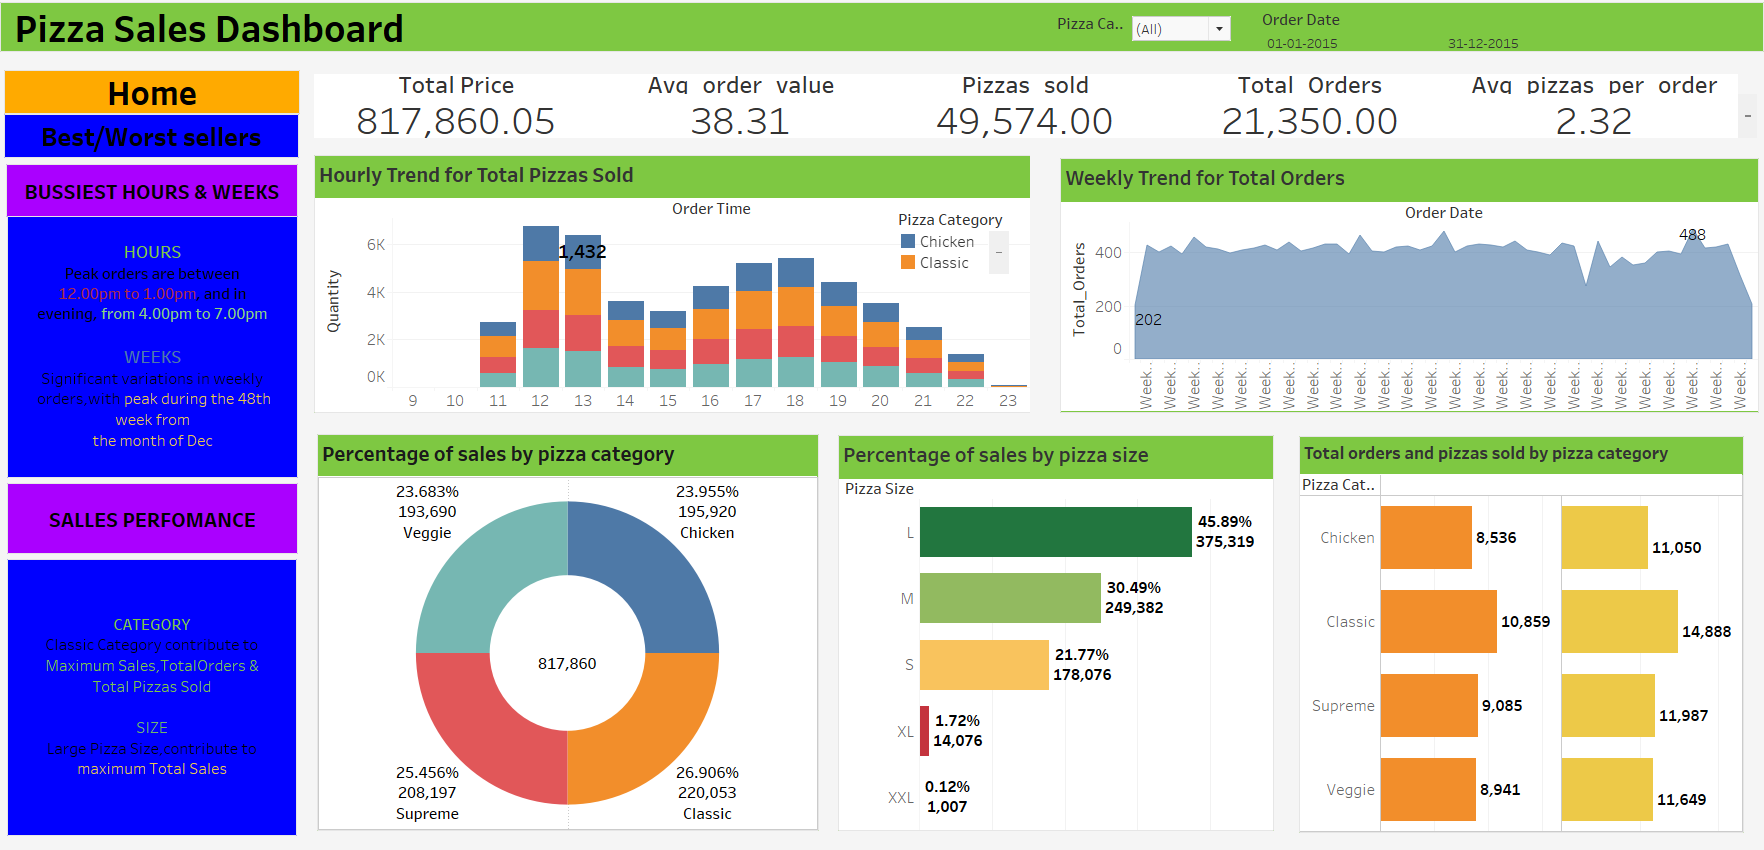 Pizza Sales Dashboard
Pizza Ca..
(All)
Order Date
01-01-2015
31-12-2015
Home
Best/Worst sellers
BUSSIEST HOURS & WEEKS
HOURS
Peak orders are between
12.00pm to 1.00pm, and in
evening, from 4.00pm to 7.00pm
WEEKS
Significant variations in weekly
orders,with peak during the 48th
week from
the month of Dec
SALLES PERFOMANCE
CATEGORY
Classic Category contribute to
Maximum Sales,TotalOrders &
Total Pizzas Sold
SIZE
Large Pizza Size,contribute to
maximum Total Sales
Total Price
817,860.05
Avg_order_value
38.31
Pizzas_sold
49,574.00
Total_Orders
21,350.00
Avg_pizzas_per_order
2.32
Hourly Trend for Total Pizzas Sold
Order Time
Pizza Category
Chicken
Classic
Quantity
6K
4K
2K
0K
1,432
9 10 11 12 13 14 15 16 17 18 19 20 21 22 23
Weekly Trend for Total Orders
Order Date
Total_Orders
400
200
0
202
488
Week.. Week.. Week.. Week.. Week.. Week.. Week.. Week.. Week.. Week.. Week.. Week.. Week.. Week.. Week.. Week.. Week.. Week.. Week.. Week.. Week.. Week.. Week.. Week.. Week.. Week..
Percentage of sales by pizza category
23.683%
193,690
Veggie
23.955%
195,920
Chicken
817,860
25.456%
208,197
Supreme
26.906%
220,053
Classic
Percentage of sales by pizza size
Pizza Size
L
45.89%
375,319
M
30.49%
249,382
S
21.77%
178,076
XL
1.72%
14,076
XXL
0.12%
1,007
Total orders and pizzas sold by pizza category
Pizza Cat..
Chicken 8,536 11,050
Classic 10,859 14,888
Supreme 9,085 11,987
Veggie 8,941 11,649